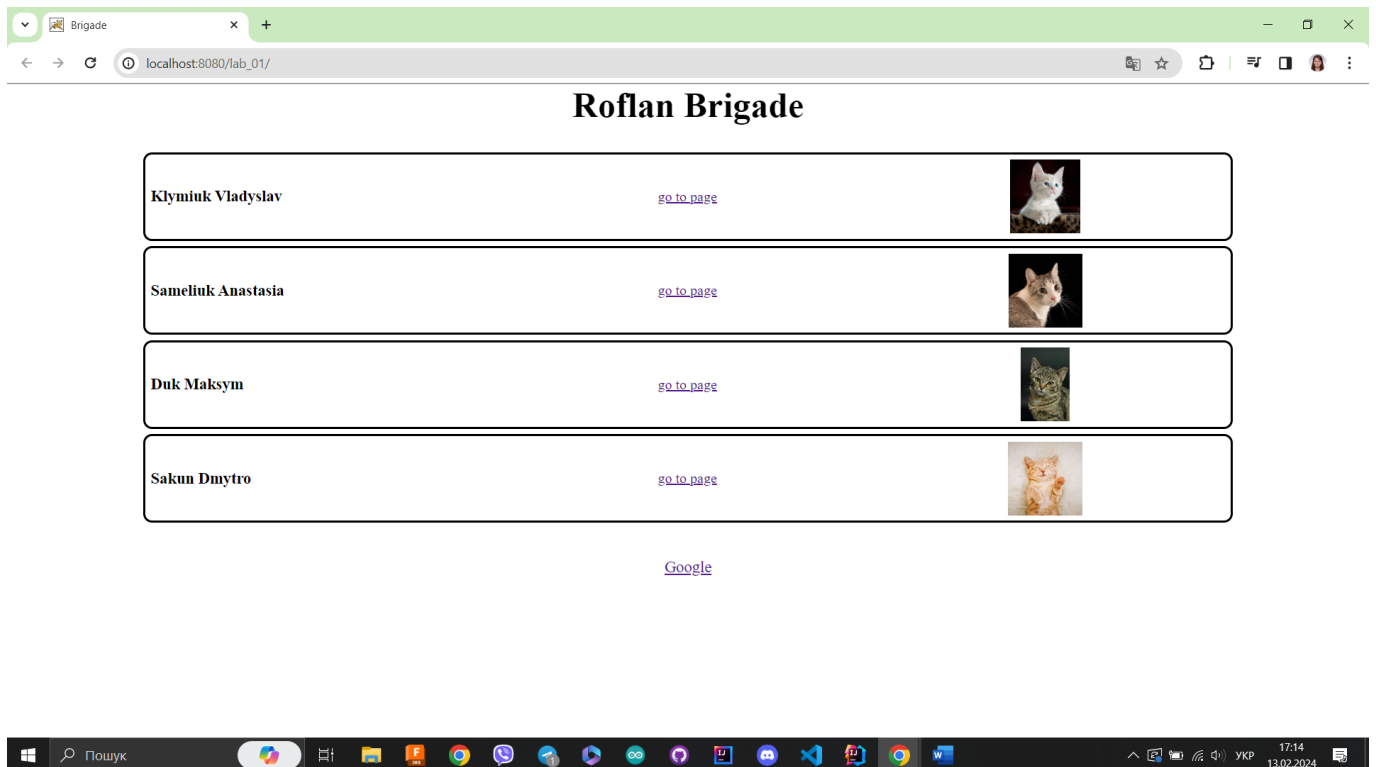 Brigade
localhost:8080/lab_01/
Roflan Brigade
Klymiuk Vladyslav go to page
Sameliuk Anastasia go to page
Duk Maksym go to page
Sakun Dmytro go to page
Google
Пошук
УКР
17:14
13.02.2024